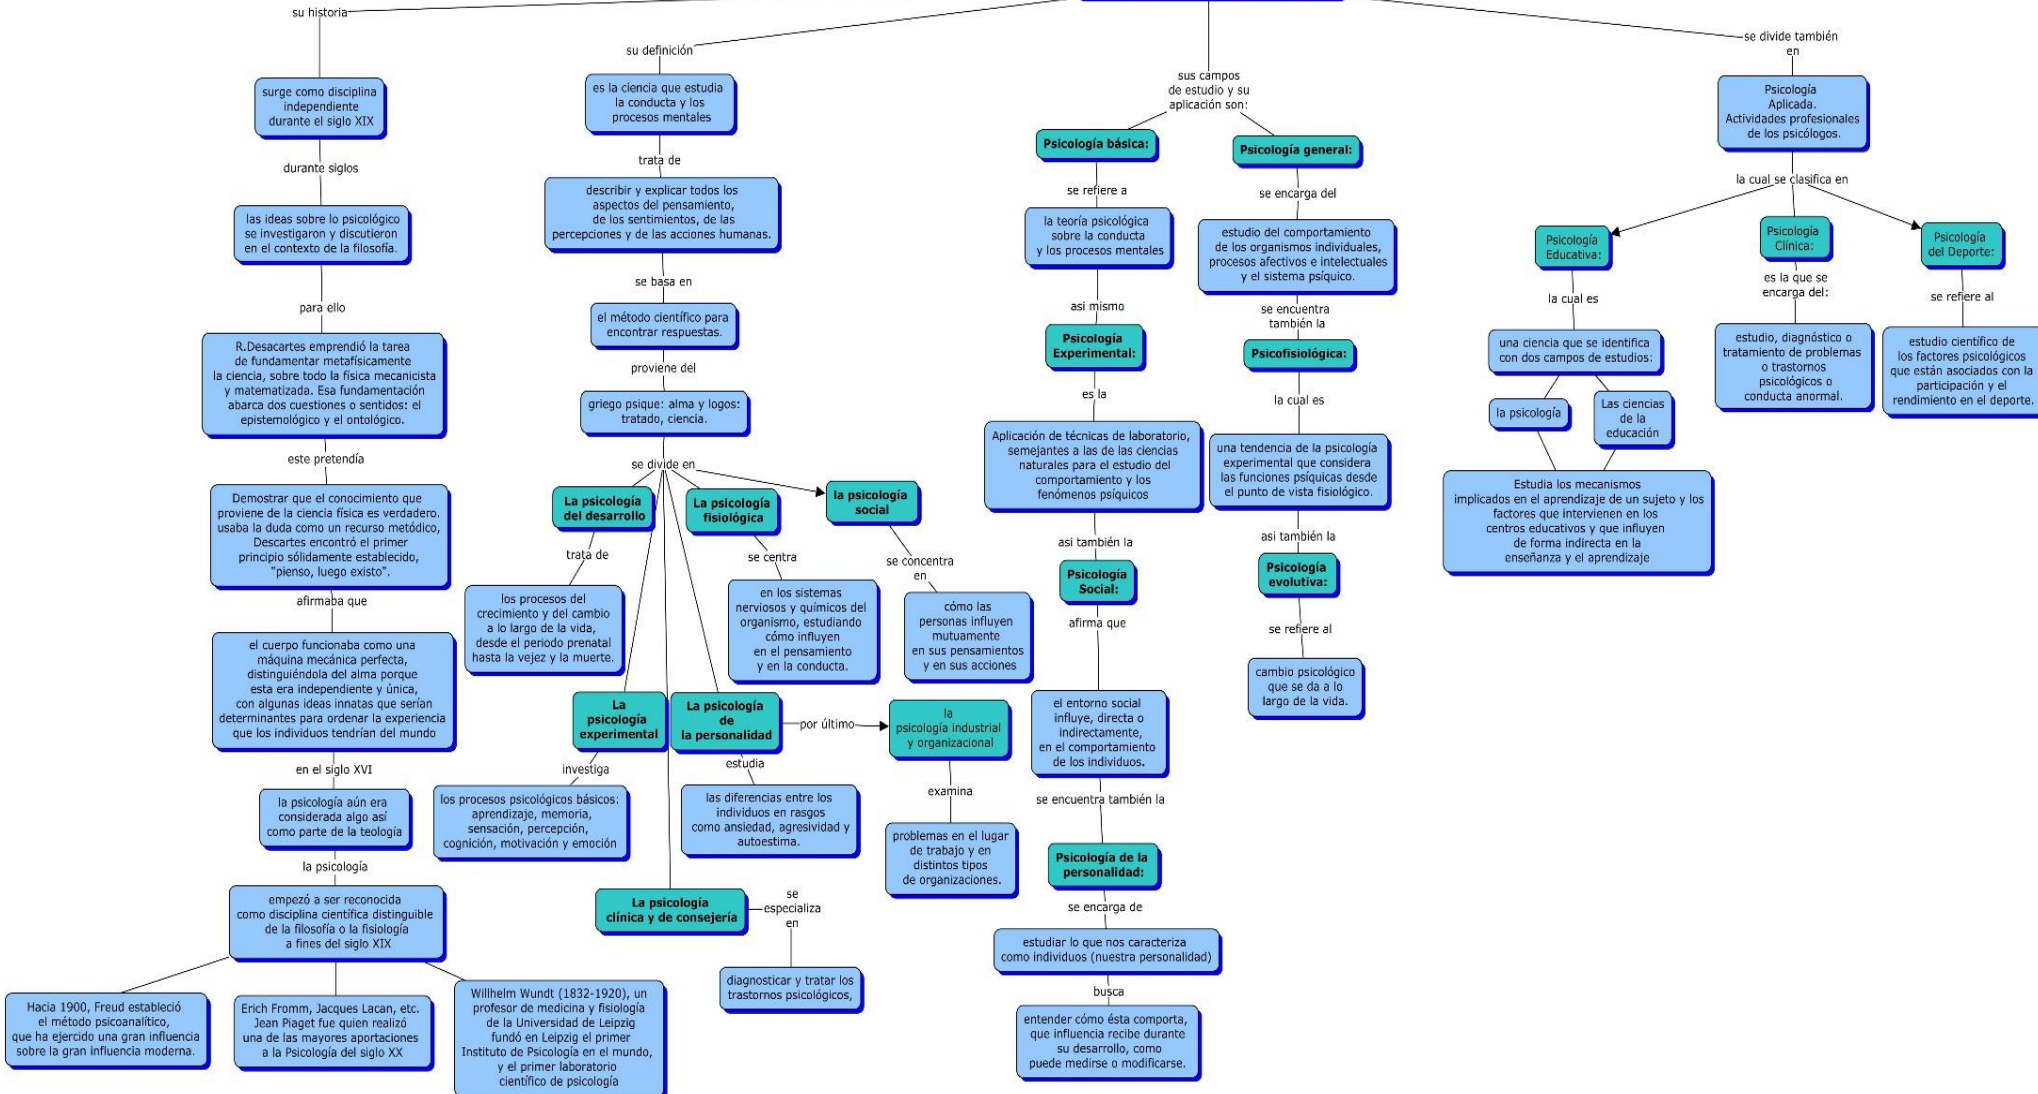 su historia
surge como disciplina
independiente
durante el siglo XIX
durante siglos
las ideas sobre lo psicológico
se investigaron y discutieron
en el contexto de la filosofía.
para ello
R.Desacartes emprendió la tarea
de fundamentar metafísicamente
la ciencia, sobre todo la física mecanicista
y matematizada. Esa fundamentación
abarca dos cuestiones o sentidos: el
epistemológico y el ontológico.
este pretendía
Demostrar que el conocimiento que
proviene de la ciencia física es verdadero.
usaba la duda como un recurso metódico,
Descartes encontró el primer
principio sólidamente establecido,
"pienso, luego existo".
afirmaba que
el cuerpo funcionaba como una
máquina mecánica perfecta,
distinguiéndola del alma porque
esta era independiente y única,
con algunas ideas innatas que serían
determinantes para ordenar la experiencia
que los individuos tendrían del mundo
en el siglo XVI
la psicología aún era
considerada algo así
como parte de la teología
la psicología
empezó a ser reconocida
como disciplina científica distinguible
de la filosofía o la fisiología
a fines del siglo XIX
Hacia 1900, Freud estableció
el método psicoanalítico,
que ha ejercido una gran influencia
sobre la gran influencia moderna.
Erich Fromm, Jacques Lacan, etc.
Jean Piaget fue quien realizó
una de las mayores aportaciones
a la Psicología del siglo XX
Willhelm Wundt (1832-1920), un
profesor de medicina y fisiología
de la Universidad de Leipzig
fundó en Leipzig el primer
Instituto de Psicología en el mundo,
y el primer laboratorio
científico de psicología
su definición
es la ciencia que estudia
la conducta y los
procesos mentales
trata de
describir y explicar todos los
aspectos del pensamiento,
de los sentimientos, de las
percepciones y de las acciones humanas.
se basa en
el método científico para
encontrar respuestas.
proviene del
griego psique: alma y logos:
tratado, ciencia.
se divide en
La psicología
del desarrollo
trata de
los procesos del
crecimiento y del cambio
a lo largo de la vida,
desde el periodo prenatal
hasta la vejez y la muerte.
La psicología
fisiológica
se centra
en los sistemas
nerviosos y químicos del
organismo, estudiando
cómo influyen
en el pensamiento
y en la conducta.
la psicología
social
se concentra
en
cómo las
personas influyen
mutuamente
en sus pensamientos
y en sus acciones
La
psicología
experimental
investiga
los procesos psicológicos básicos:
aprendizaje, memoria,
sensación, percepción,
cognición, motivación y emoción
La psicología
de
la personalidad
estudia
las diferencias entre los
individuos en rasgos
como ansiedad, agresividad y
autoestima.
por último
la
psicología industrial
y organizacional
examina
problemas en el lugar
de trabajo y en
distintos tipos
de organizaciones.
La psicología
clínica y de consejería
se
especializa
en
diagnosticar y tratar los
trastornos psicológicos,
sus campos
de estudio y su
aplicación son:
Psicología básica:
se refiere a
la teoría psicológica
sobre la conducta
y los procesos mentales
asi mismo
Psicología
Experimental:
es la
Aplicación de técnicas de laboratorio,
semejantes a las de las ciencias
naturales para el estudio del
comportamiento y los
fenómenos psíquicos
asi también la
Psicología
Social:
afirma que
el entorno social
influye, directa o
indirectamente,
en el comportamiento
de los individuos.
se encuentra también la
Psicología de la
personalidad:
se encarga de
estudiar lo que nos caracteriza
como individuos (nuestra personalidad)
busca
entender cómo ésta comporta,
que influencia recibe durante
su desarrollo, como
puede medirse o modificarse.
Psicología general:
se encarga del
estudio del comportamiento
de los organismos individuales,
procesos afectivos e intelectuales
y el sistema psíquico.
se encuentra
también la
Psicofisiológica:
la cual es
una tendencia de la psicología
experimental que considera
las funciones psíquicas desde
el punto de vista fisiológico.
asi también la
Psicología
evolutiva:
se refiere al
cambio psicológico
que se da a lo
largo de la vida.
se divide también
en
Psicología
Aplicada.
Actividades profesionales
de los psicólogos.
la cual se clasifica en
Psicología
Educativa:
la cual es
una ciencia que se identifica
con dos campos de estudios:
la psicología
Las ciencias
de la
educación
Estudia los mecanismos
implicados en el aprendizaje de un sujeto y los
factores que intervienen en los
centros educativos y que influyen
de forma indirecta en la
enseñanza y el aprendizaje
Psicología
Clínica:
es la que se
encarga del:
estudio, diagnóstico o
tratamiento de problemas
o trastornos
psicológicos o
conducta anormal.
Psicología
del Deporte:
se refiere al
estudio científico de
los factores psicológicos
que están asociados con la
participación y el
rendimiento en el deporte.